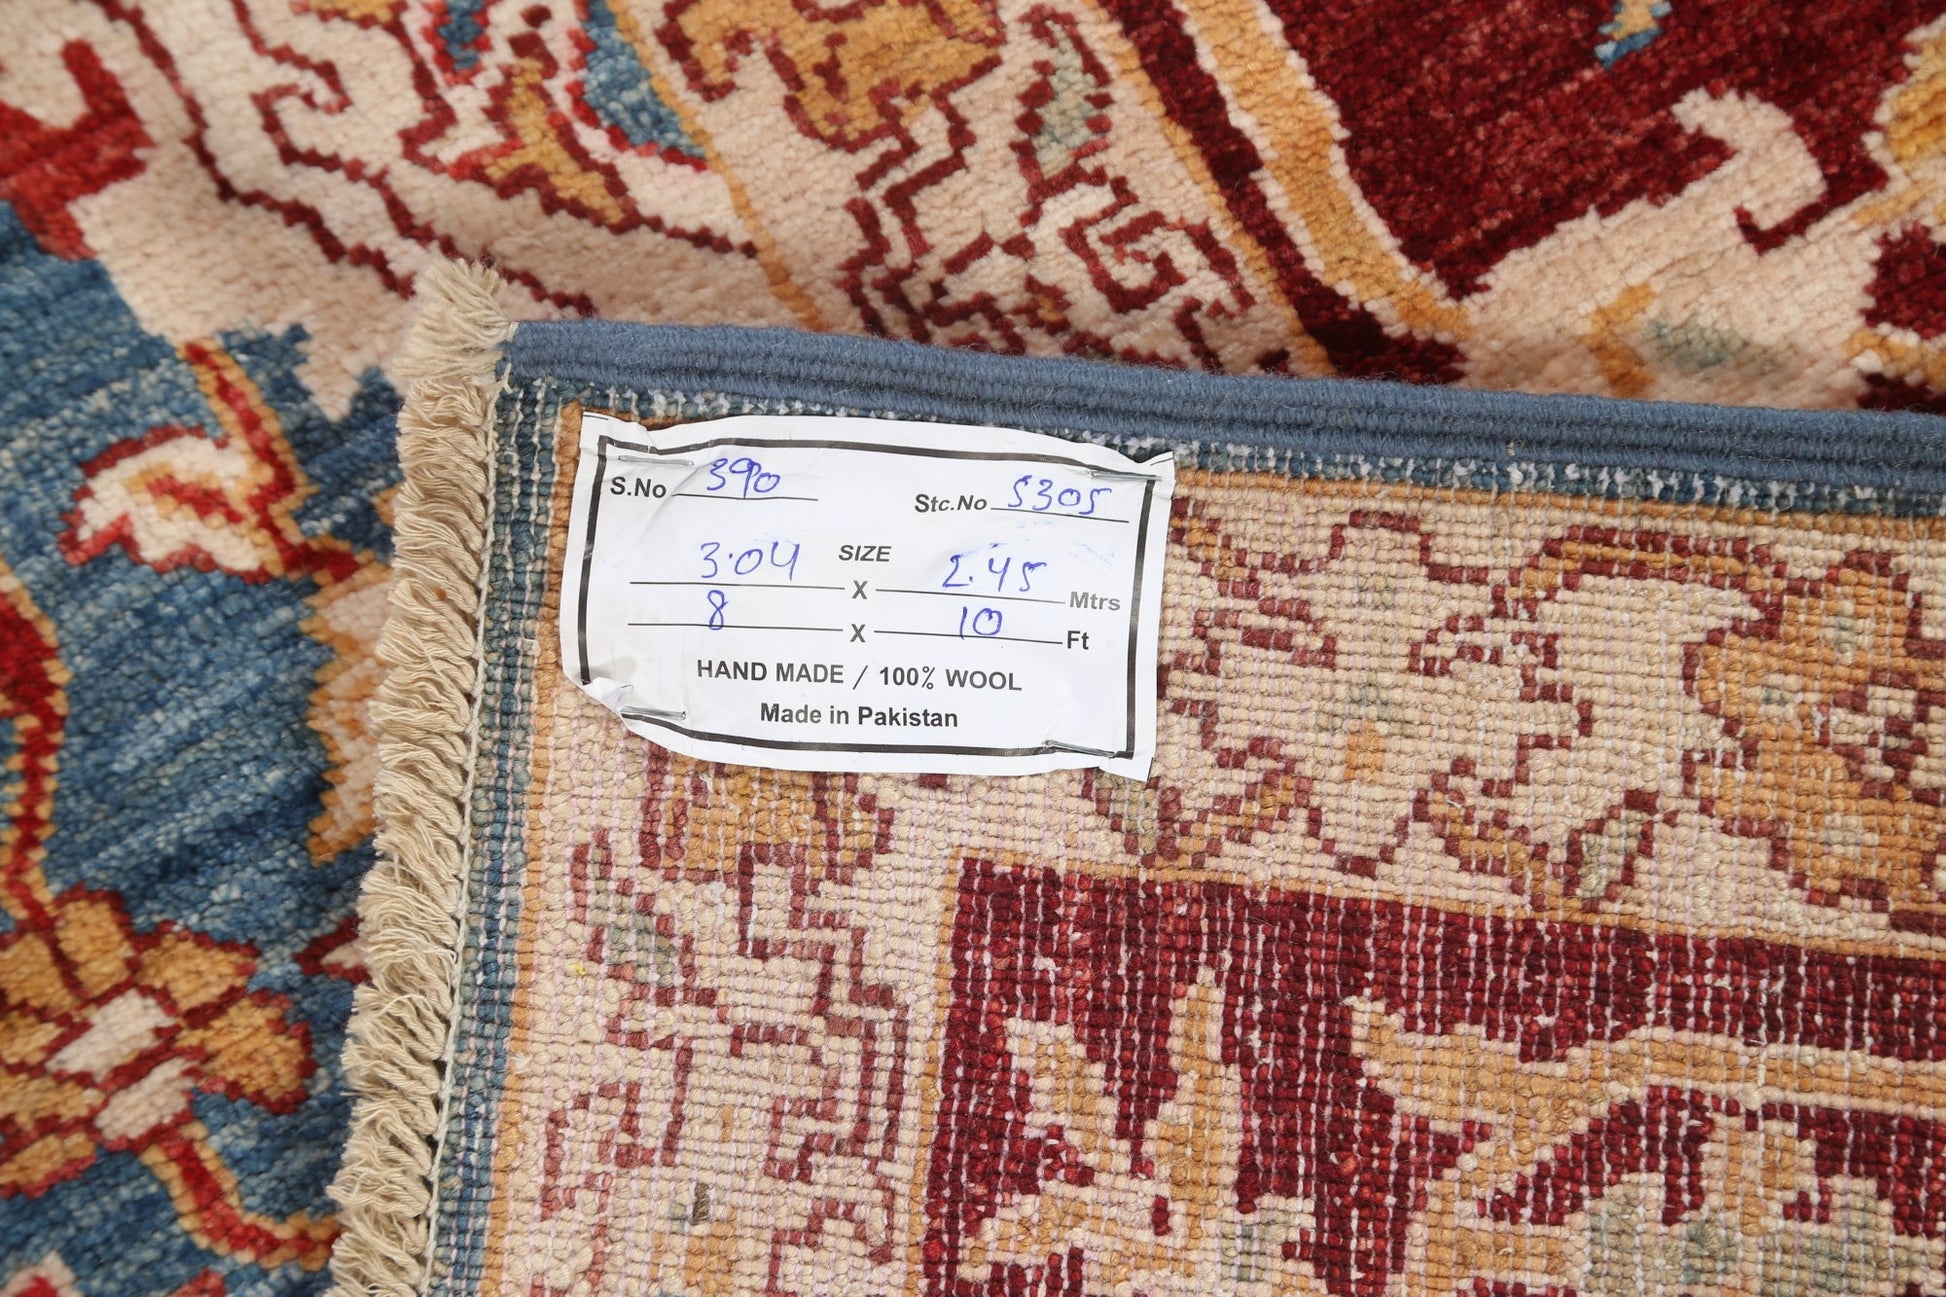 S.No 390
Stc.No 5305
3.04 SIZE 2.45
X Mtrs
8 X 10 Ft
HAND MADE / 100% WOOL
Made in Pakistan